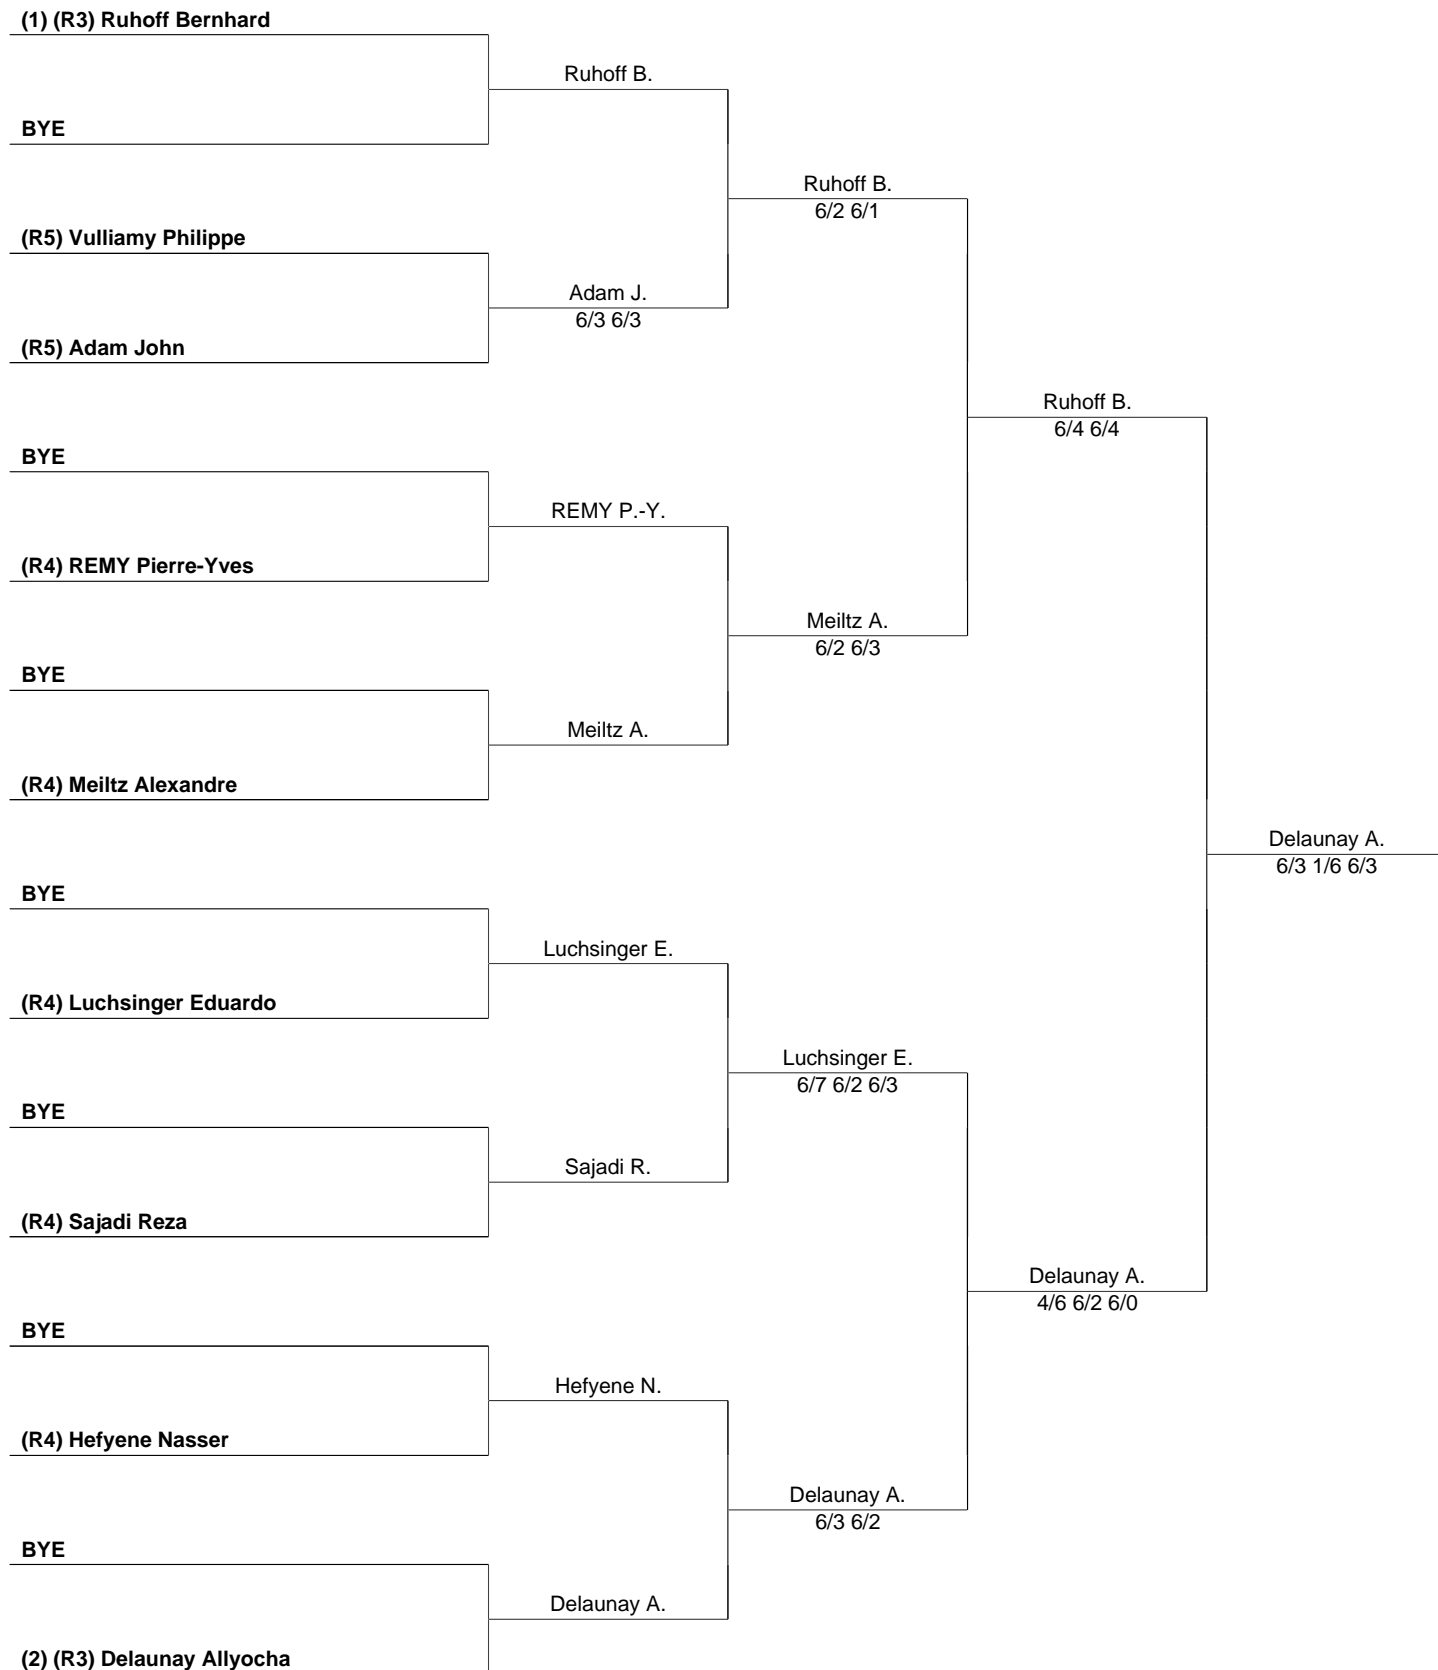 (1) (R3) Ruhoff Bernhard
Ruhoff B.
BYE
Ruhoff B.
6/2 6/1
(R5) Vulliamy Philippe
Adam J.
6/3 6/3
(R5) Adam John
Ruhoff B.
6/4 6/4
BYE
REMY P.-Y.
(R4) REMY Pierre-Yves
Meiltz A.
6/2 6/3
BYE
Meiltz A.
(R4) Meiltz Alexandre
Delaunay A.
6/3 1/6 6/3
BYE
Luchsinger E.
(R4) Luchsinger Eduardo
Luchsinger E.
6/7 6/2 6/3
BYE
Sajadi R.
(R4) Sajadi Reza
Delaunay A.
4/6 6/2 6/0
BYE
Hefyene N.
(R4) Hefyene Nasser
Delaunay A.
6/3 6/2
BYE
Delaunay A.
(2) (R3) Delaunay Allyocha